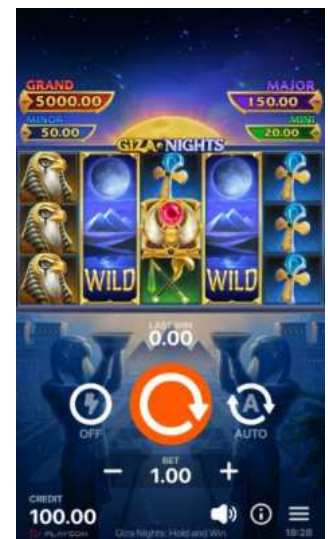 GRAND
MAJOR
5000.00
150.00
MINOR
MINI
50.00
20.00
GIZA NIGHTS
WILD
WILD
LAST WIN
0.00
A
OFF
AUTO
BET
− 1.00 +
CREDIT
100.00
PLAYSON
Giza Nights: Hold and Win
18:28